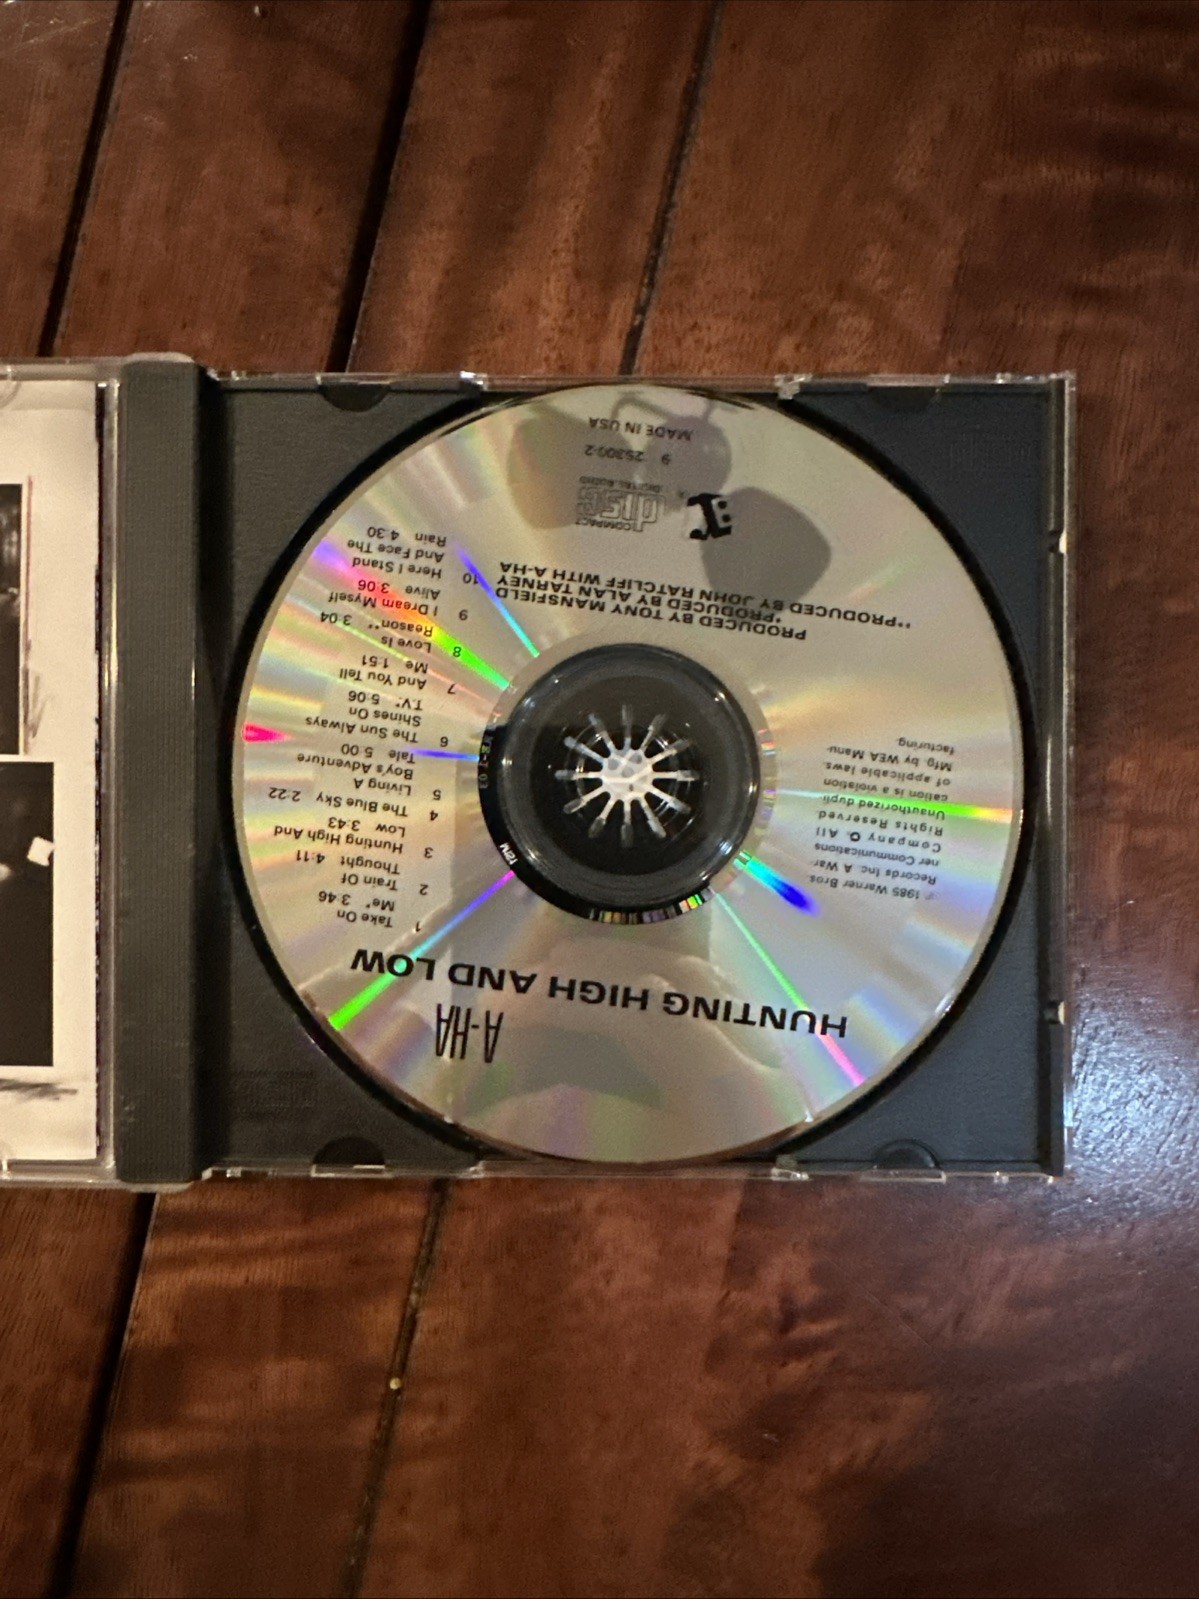 A-HA
HUNTING HIGH AND LOW
1 Take On
Me* 3:46
2 Train Of
Thought 4:11
3 Hunting High And
Low 3:43
4 The Blue Sky 2:22
5 Living A
Boy's Adventure
Tale 5:00
6 The Sun Always
Shines On
T.V.* 5:06
7 And You Tell
Me 1:51
8 Love Is
Reason** 3:04
9 I Dream Myself
Alive 3:06
10 Here I Stand
And Face The
Rain 4:30
℗ 1985 Warner Bros.
Records Inc. A War-
ner Communications
Company O. All
Rights Reserved.
Unauthorized dupli-
cation is a violation
of applicable laws.
Mfg. by WEA Manu-
facturing.
PRODUCED BY TONY MANSFIELD
*PRODUCED BY ALAN TARNEY
**PRODUCED BY JOHN RATCLIFF WITH A-HA
r:
COMPACT
disc
DIGITAL AUDIO
9 25300-2
MADE IN USA